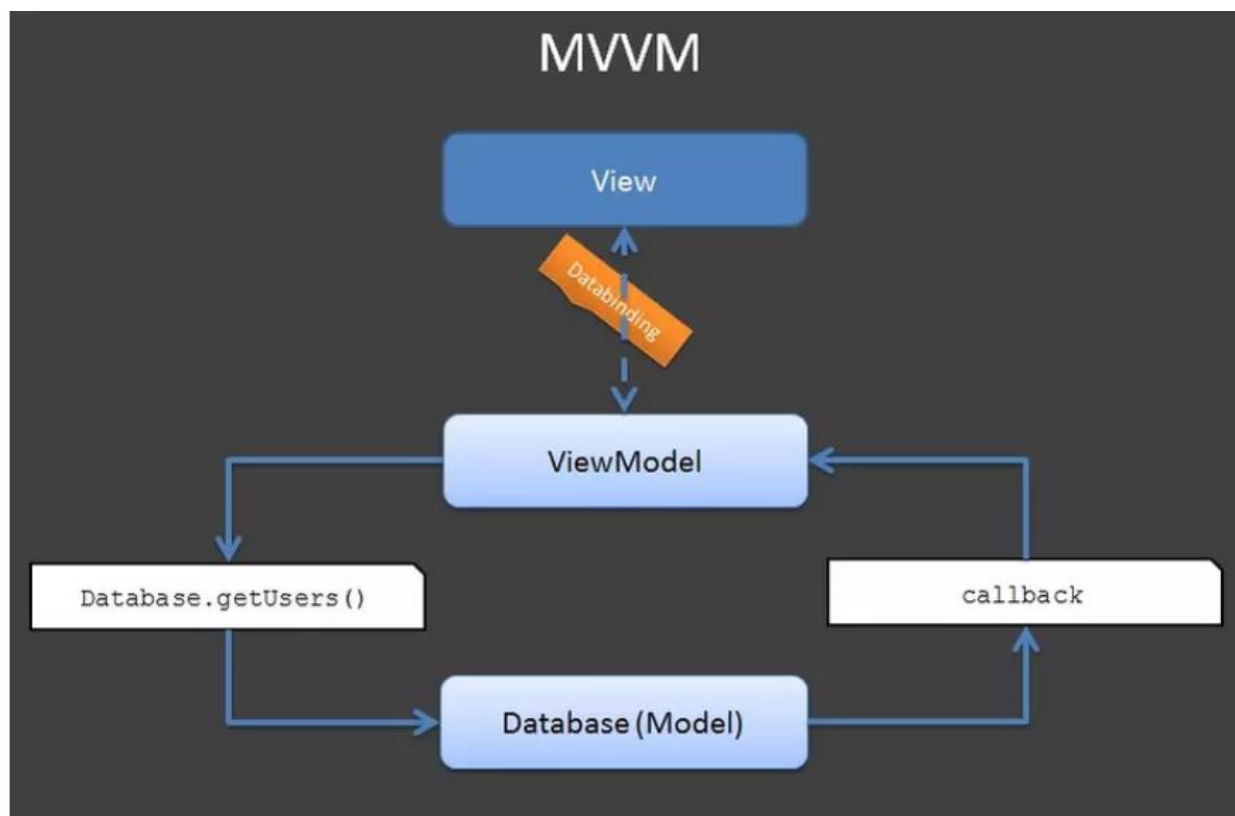 MVVM
View
Databinding
ViewModel
Database.getUsers()
callback
Database (Model)